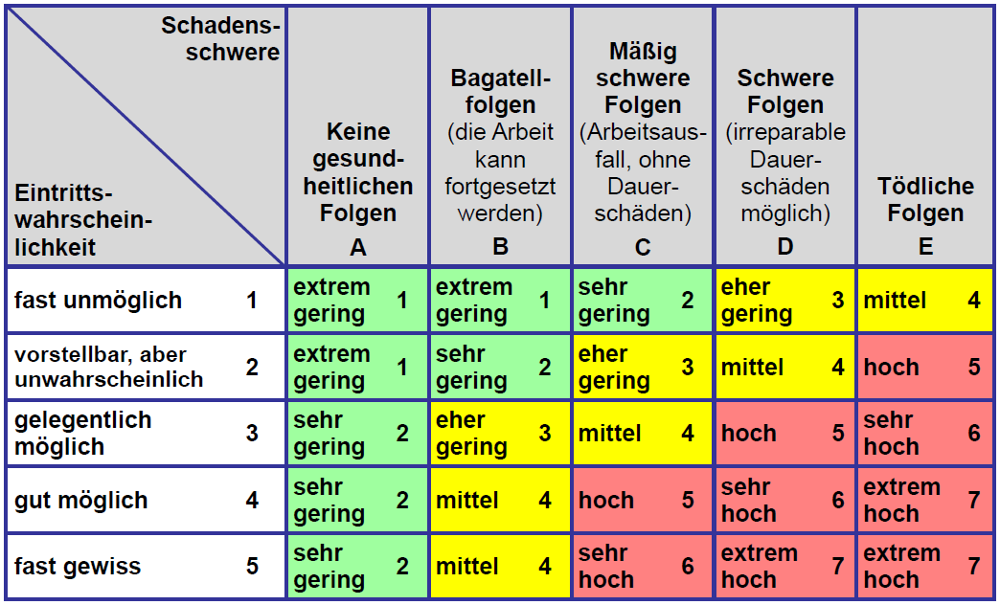 Schadens-
schwere
Eintritts-
wahrschein-
lichkeit
Keine
gesund-
heitlichen
Folgen
A
Bagatell-
folgen
(die Arbeit
kann
fortgesetzt
werden)
B
Mäßig
schwere
Folgen
(Arbeitsaus-
fall, ohne
Dauer-
schäden)
C
Schwere
Folgen
(irreparable
Dauer-
schäden
möglich)
D
Tödliche
Folgen
E
fast unmöglich 1
extrem
gering 1
extrem
gering 1
sehr
gering 2
eher
gering 3
mittel 4
vorstellbar, aber
unwahrscheinlich 2
extrem
gering 1
sehr
gering 2
eher
gering 3
mittel 4
hoch 5
gelegentlich
möglich 3
sehr
gering 2
eher
gering 3
mittel 4
hoch 5
sehr
hoch 6
gut möglich 4
sehr
gering 2
mittel 4
hoch 5
sehr
hoch 6
extrem
hoch 7
fast gewiss 5
sehr
gering 2
mittel 4
sehr
hoch 6
extrem
hoch 7
extrem
hoch 7